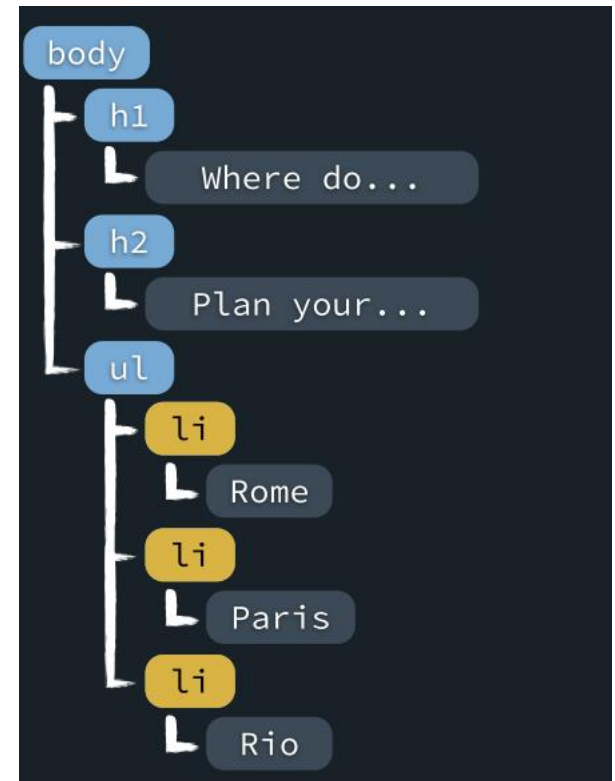 body
h1
Where do...
h2
Plan your...
ul
li
Rome
li
Paris
li
Rio